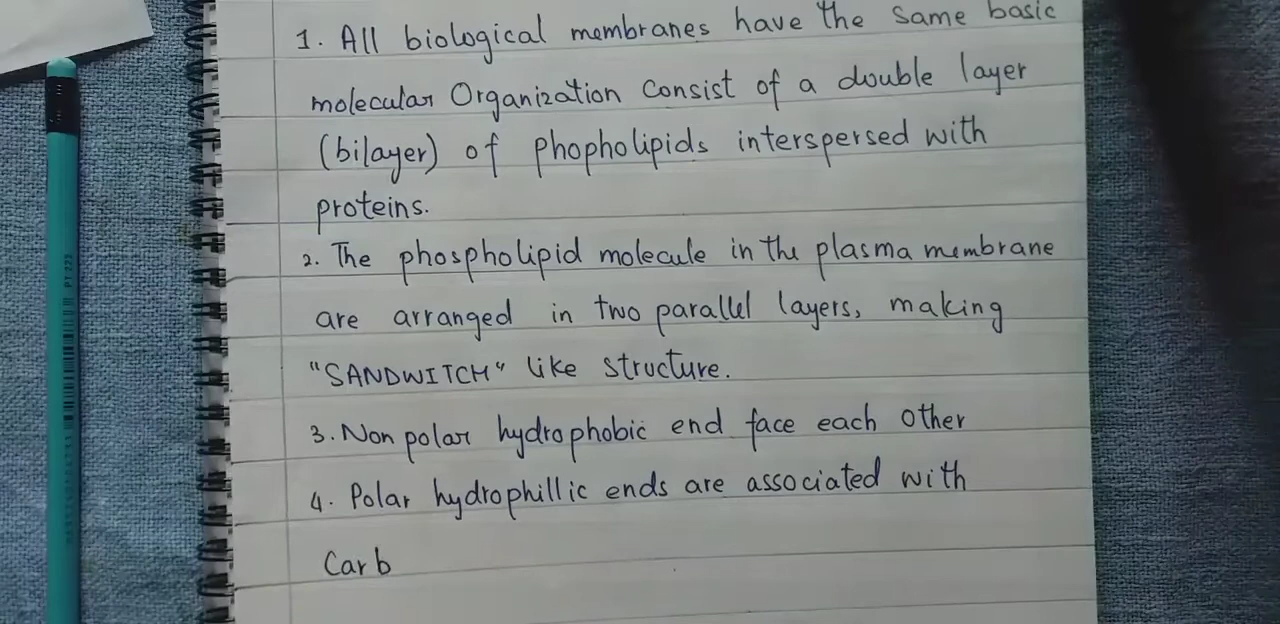 1. All biological membranes have the same basic
molecular Organization Consist of a double layer
(bilayer) of phopholipids interspersed with
proteins.
2. The phospholipid molecule in the plasma membrane
are arranged in two parallel layers, making
"SANDWITCH" like structure.
3. Non polar hydrophobic end face each other
4. Polar hydrophillic ends are associated with
Carb